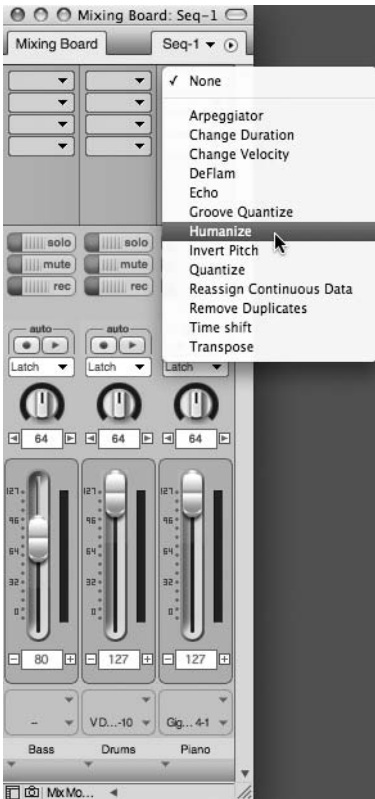 Mixing Board: Seq-1
Mixing Board
Seq-1
✓ None
Arpeggiator
Change Duration
Change Velocity
DeFlam
Echo
Groove Quantize
Humanize
Invert Pitch
Quantize
Reassign Continuous Data
Remove Duplicates
Time shift
Transpose
solo solo
mute mute
rec rec
auto auto
Latch Latch Latch
64 64 64
127 127 127
96 96 96
64 64 64
32 32 32
0 0 0
80 127 127
– VD...-10 Gig... 4-1
Bass Drums Piano
Mix Mo...